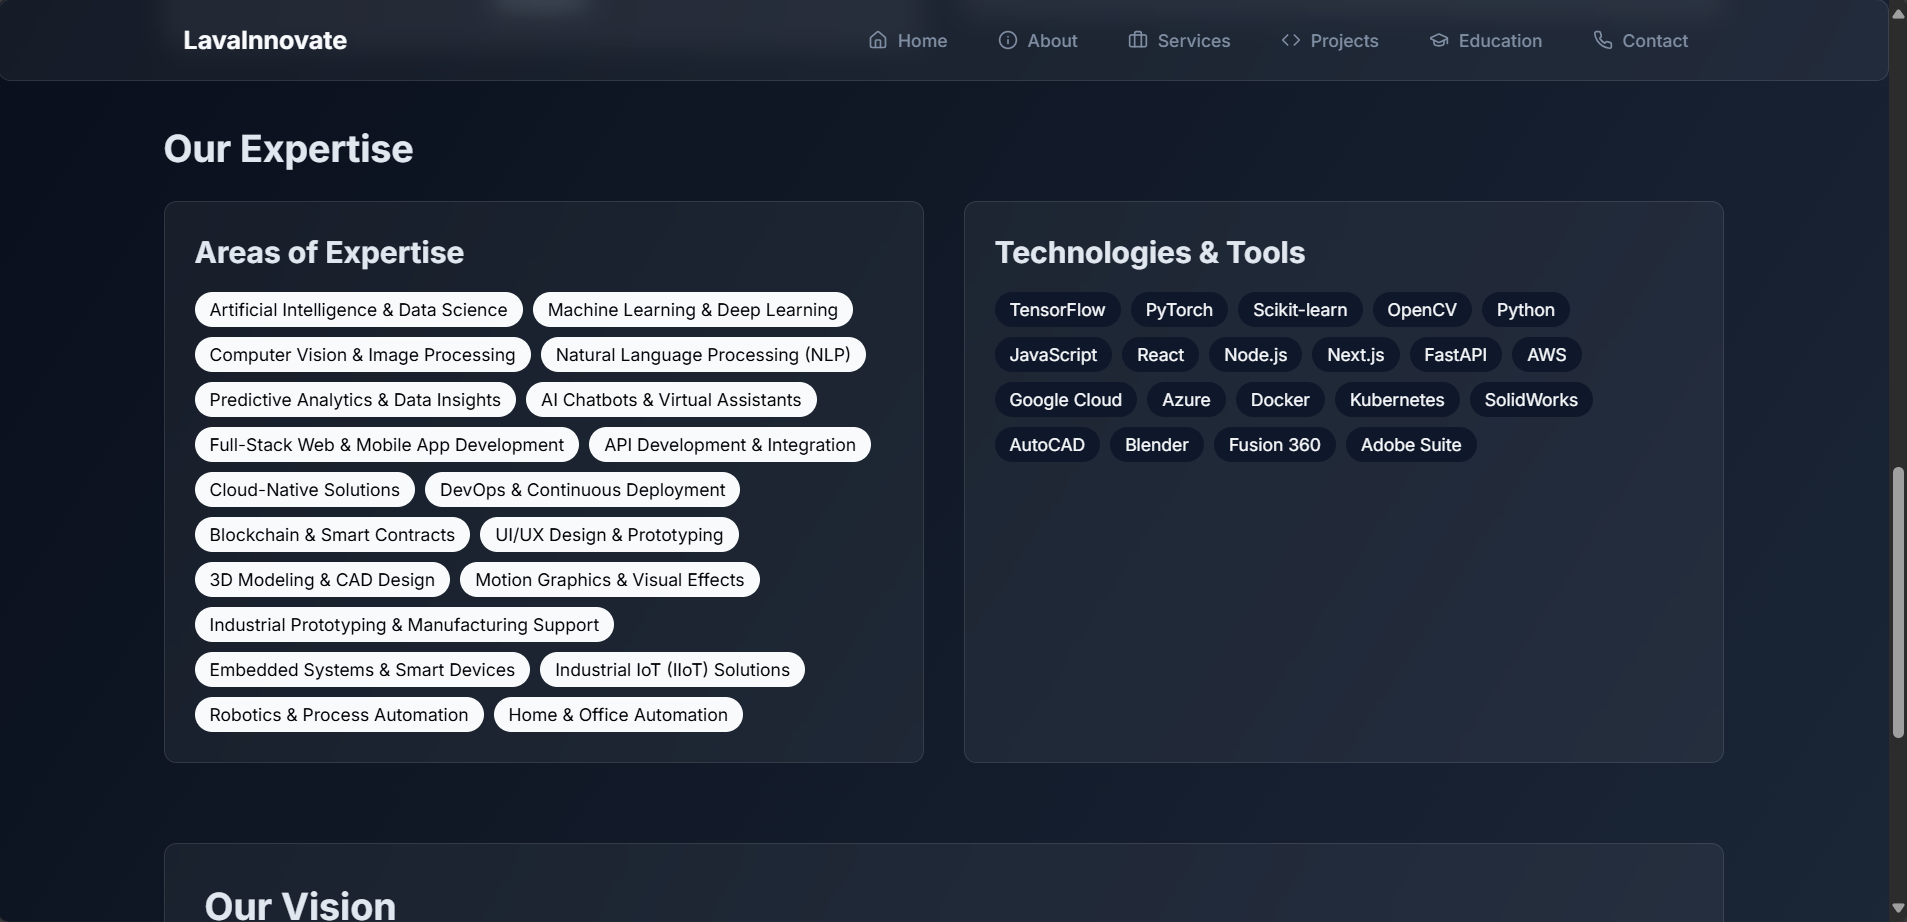 LavaInnovate
Home About Services Projects Education Contact
Our Expertise
Areas of Expertise
Artificial Intelligence & Data Science Machine Learning & Deep Learning
Computer Vision & Image Processing Natural Language Processing (NLP)
Predictive Analytics & Data Insights AI Chatbots & Virtual Assistants
Full-Stack Web & Mobile App Development API Development & Integration
Cloud-Native Solutions DevOps & Continuous Deployment
Blockchain & Smart Contracts UI/UX Design & Prototyping
3D Modeling & CAD Design Motion Graphics & Visual Effects
Industrial Prototyping & Manufacturing Support
Embedded Systems & Smart Devices Industrial IoT (IIoT) Solutions
Robotics & Process Automation Home & Office Automation
Technologies & Tools
TensorFlow PyTorch Scikit-learn OpenCV Python
JavaScript React Node.js Next.js FastAPI AWS
Google Cloud Azure Docker Kubernetes SolidWorks
AutoCAD Blender Fusion 360 Adobe Suite
Our Vision